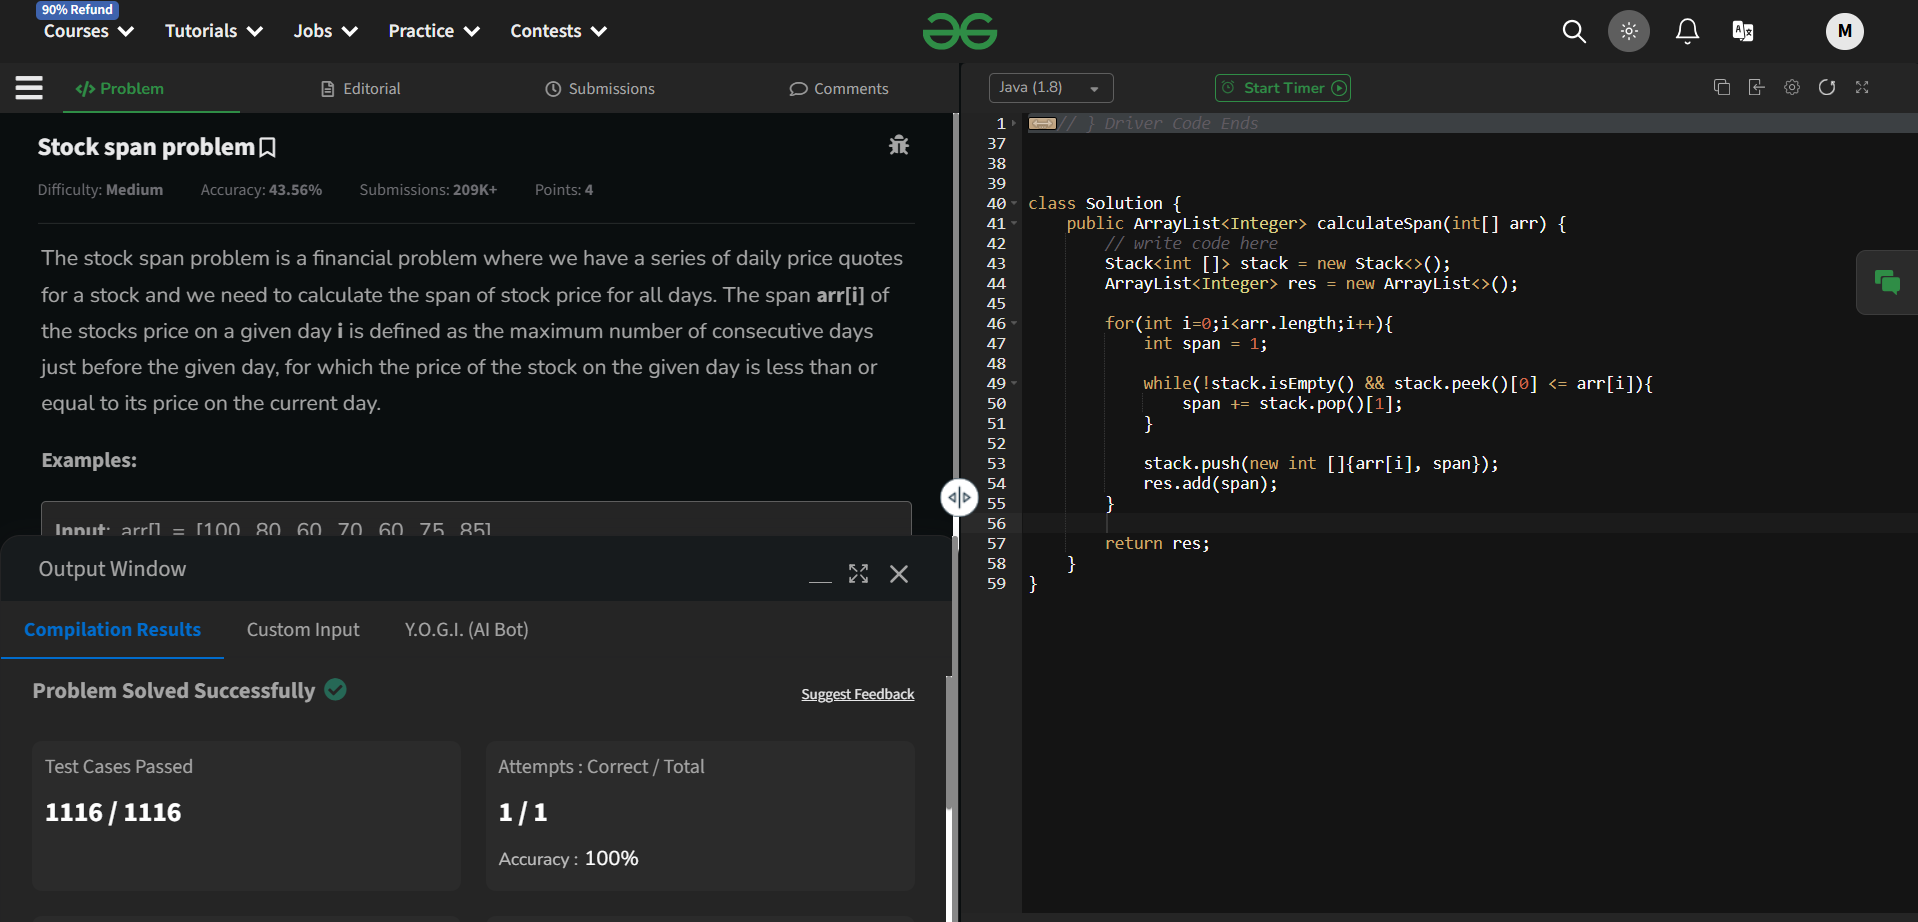 90% Refund
Courses Tutorials Jobs Practice Contests
M
</> Problem Editorial Submissions Comments
Stock span problem
Difficulty: Medium Accuracy: 43.56% Submissions: 209K+ Points: 4
The stock span problem is a financial problem where we have a series of daily price quotes
for a stock and we need to calculate the span of stock price for all days. The span arr[i] of
the stocks price on a given day i is defined as the maximum number of consecutive days
just before the given day, for which the price of the stock on the given day is less than or
equal to its price on the current day.
Examples:
Input: arr[] = [100, 80, 60, 70, 60, 75, 85]
Output Window
Compilation Results Custom Input Y.O.G.I. (AI Bot)
Problem Solved Successfully
Suggest Feedback
Test Cases Passed
1116 / 1116
Attempts : Correct / Total
1 / 1
Accuracy : 100%
Java (1.8)
Start Timer
1 // } Driver Code Ends
37
38
39
40 class Solution {
41 public ArrayList<Integer> calculateSpan(int[] arr) {
42 // write code here
43 Stack<int []> stack = new Stack<>();
44 ArrayList<Integer> res = new ArrayList<>();
45
46 for(int i=0;i<arr.length;i++){
47 int span = 1;
48
49 while(!stack.isEmpty() && stack.peek()[0] <= arr[i]){
50 span += stack.pop()[1];
51 }
52
53 stack.push(new int []{arr[i], span});
54 res.add(span);
55 }
56
57 return res;
58 }
59 }